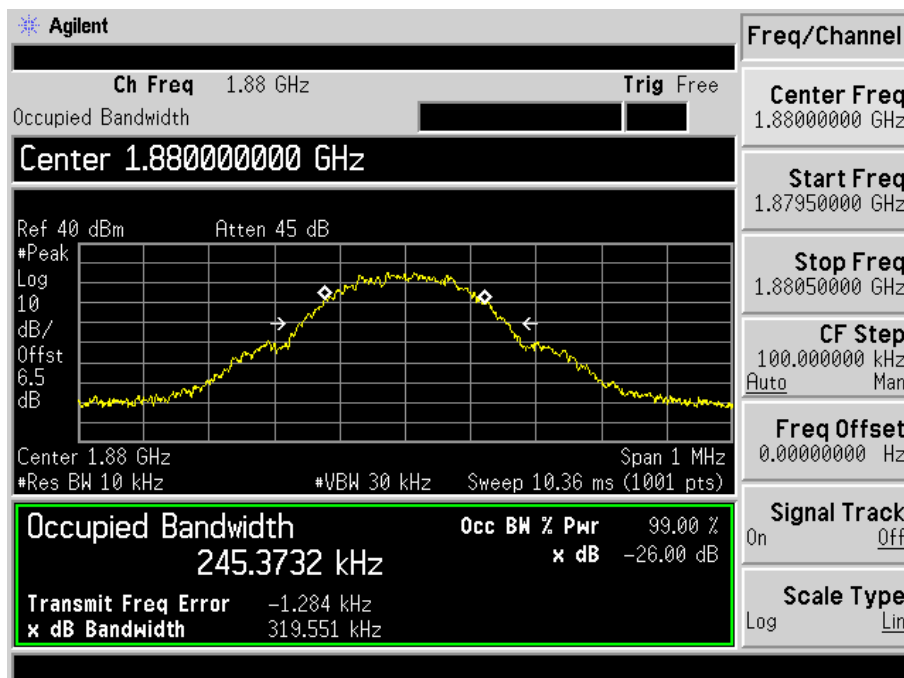 Agilent
Freq/Channel
Ch Freq 1.88 GHz Trig Free
Occupied Bandwidth
Center 1.880000000 GHz
Ref 40 dBm Atten 45 dB
#Peak
Log
10
dB/
Offst
6.5
dB
Center 1.88 GHz Span 1 MHz
#Res BW 10 kHz #VBW 30 kHz Sweep 10.36 ms (1001 pts)
Occupied Bandwidth
245.3732 kHz
Occ BW % Pwr 99.00 %
x dB -26.00 dB
Transmit Freq Error -1.284 kHz
x dB Bandwidth 319.551 kHz
Center Freq
1.88000000 GHz
Start Freq
1.87950000 GHz
Stop Freq
1.88050000 GHz
CF Step
100.000000 kHz
Auto Man
Freq Offset
0.00000000 Hz
Signal Track
On Off
Scale Type
Log Lin